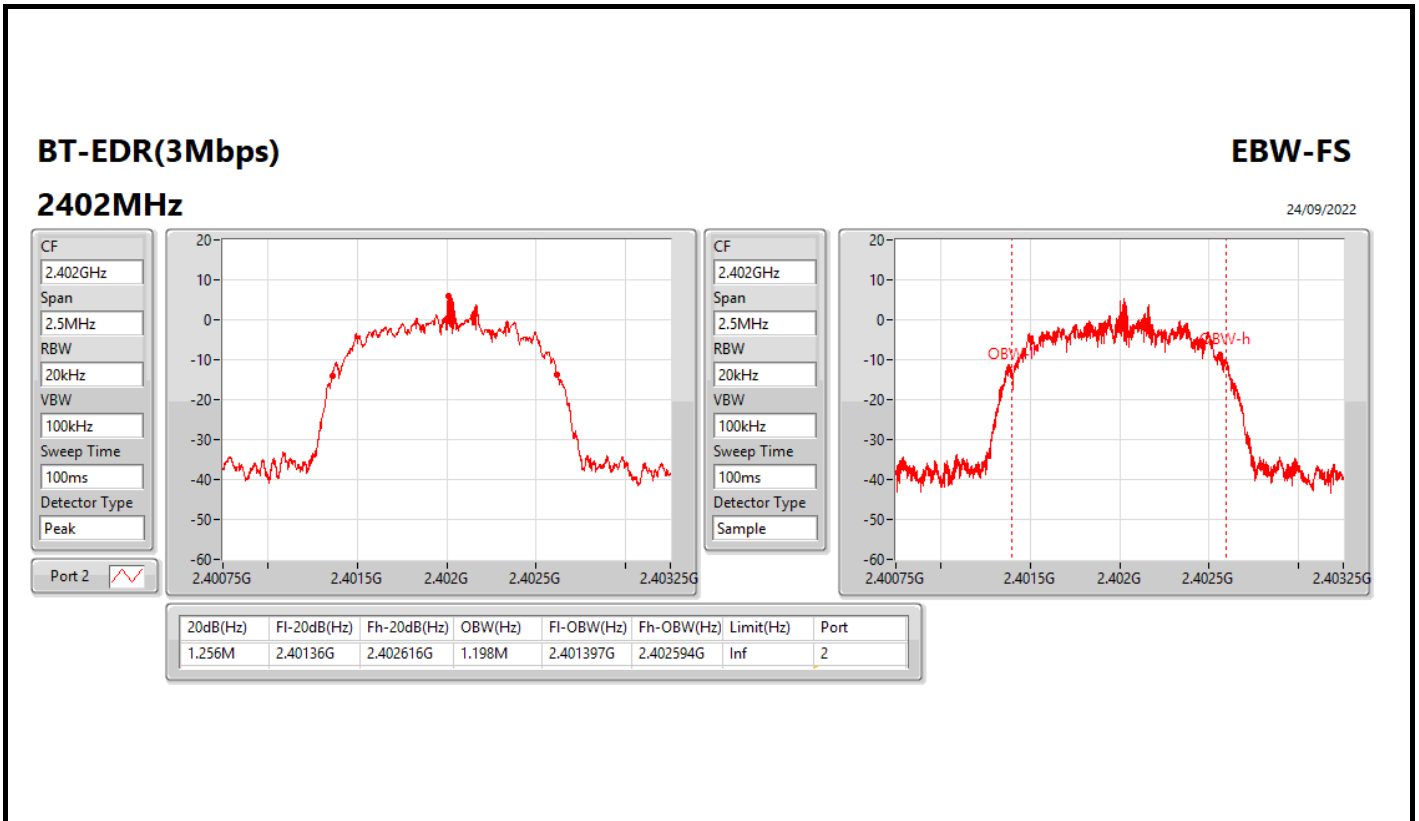 BT-EDR(3Mbps)
EBW-FS
2402MHz
24/09/2022
CF
2.402GHz
Span
2.5MHz
RBW
20kHz
VBW
100kHz
Sweep Time
100ms
Detector Type
Peak
Port 2
20-
10-
0-
-10-
-20-
-30-
-40-
-50-
-60-
2.40075G 2.4015G 2.402G 2.4025G 2.40325G
CF
2.402GHz
Span
2.5MHz
RBW
20kHz
VBW
100kHz
Sweep Time
100ms
Detector Type
Sample
20-
10-
0-
-10-
-20-
-30-
-40-
-50-
-60-
OBW-h
2.40075G 2.4015G 2.402G 2.4025G 2.40325G
20dB(Hz) Fl-20dB(Hz) Fh-20dB(Hz) OBW(Hz) Fl-OBW(Hz) Fh-OBW(Hz) Limit(Hz) Port
1.256M 2.40136G 2.402616G 1.198M 2.401397G 2.402594G Inf 2